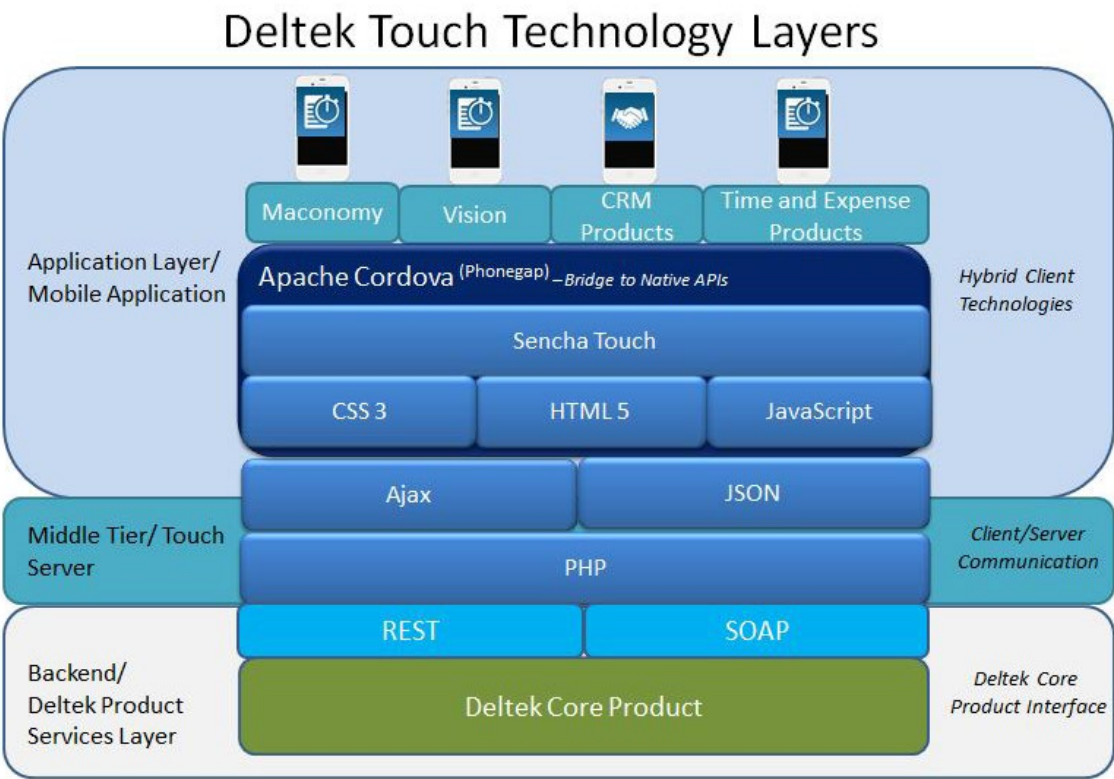 Deltek Touch Technology Layers
Maconomy
Vision
CRM
Products
Time and Expense
Products
Application Layer/
Mobile Application
Apache Cordova (Phonegap) –Bridge to Native APIs
Hybrid Client
Technologies
Sencha Touch
CSS 3
HTML 5
JavaScript
Ajax
JSON
Middle Tier/ Touch
Server
PHP
Client/Server
Communication
REST
SOAP
Backend/
Deltek Product
Services Layer
Deltek Core Product
Deltek Core
Product Interface